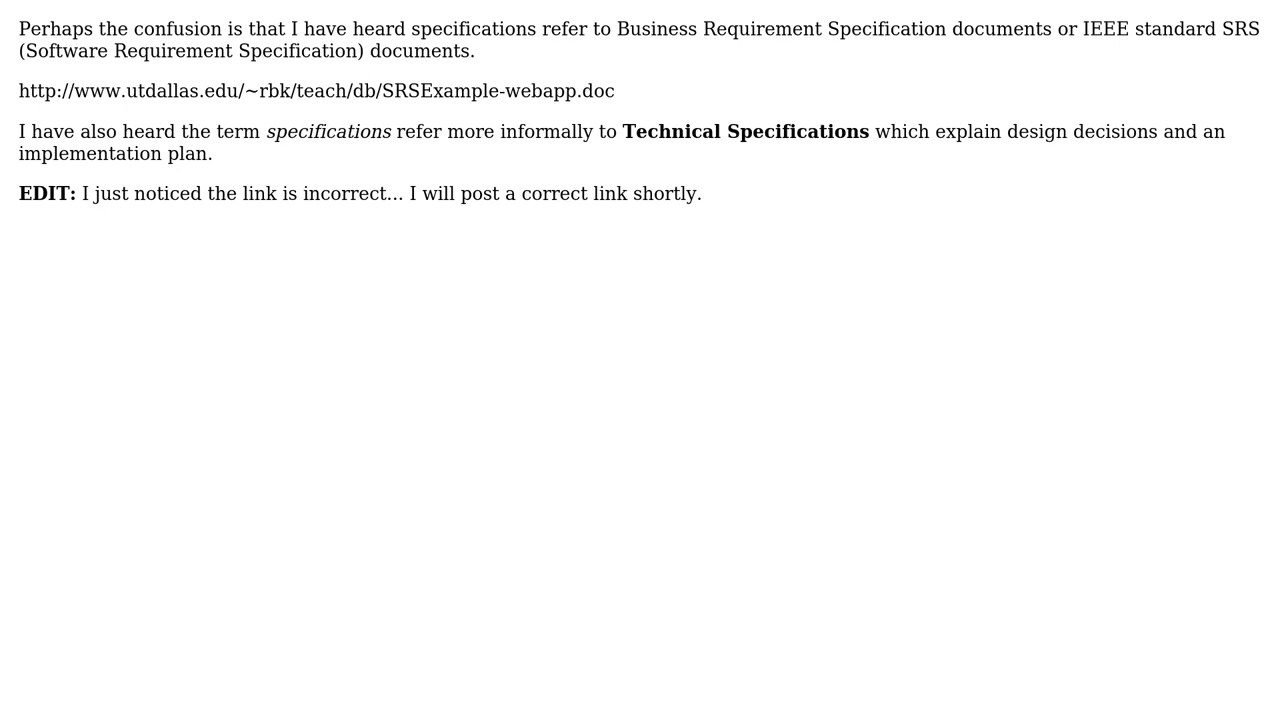 Perhaps the confusion is that I have heard specifications refer to Business Requirement Specification documents or IEEE standard SRS
(Software Requirement Specification) documents.
http://www.utdallas.edu/~rbk/teach/db/SRSExample-webapp.doc
I have also heard the term specifications refer more informally to Technical Specifications which explain design decisions and an
implementation plan.
EDIT: I just noticed the link is incorrect... I will post a correct link shortly.